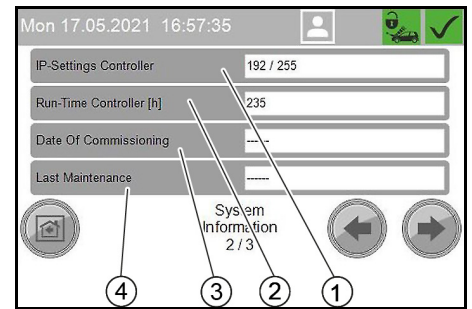 Mon 17.05.2021 16:57:35
IP-Settings Controller 192 / 255
Run-Time Controller [h] 235
Date Of Commissioning ------
Last Maintenance ------
System
Information
2 / 3
4 3 2 1